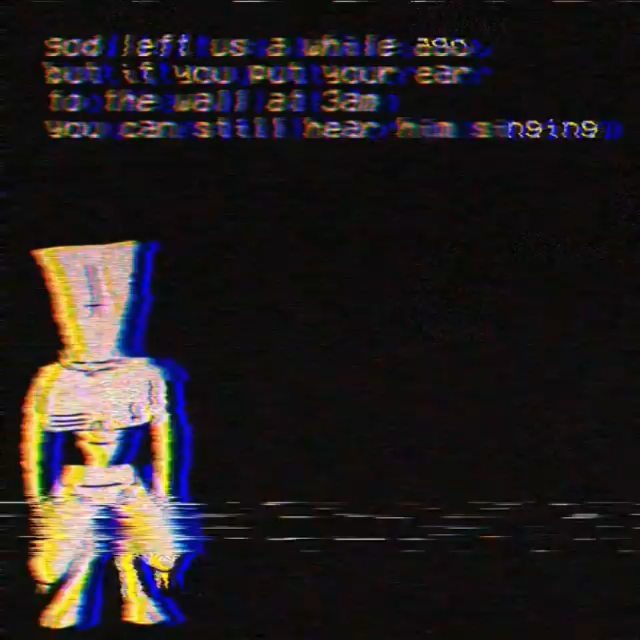 god left us a while ago.
but if you put your ear
to the wall at 3am
you can still hear him singing